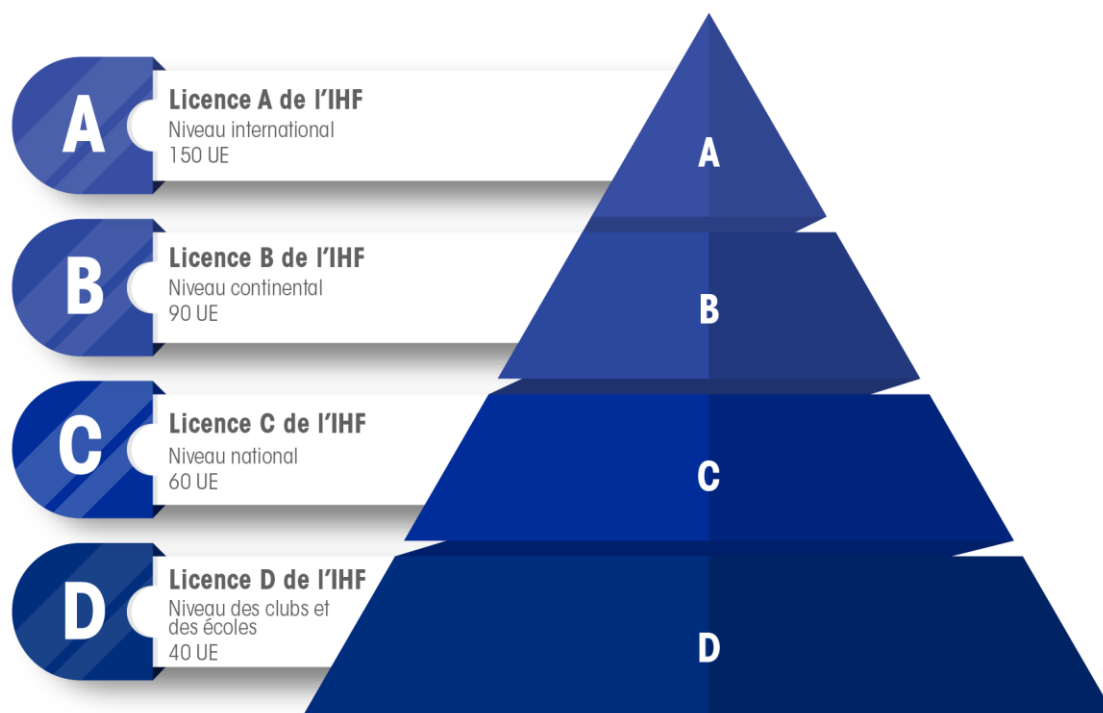 A
Licence A de l'IHF
Niveau international
150 UE
A
B
Licence B de l'IHF
Niveau continental
90 UE
B
C
Licence C de l'IHF
Niveau national
60 UE
C
D
Licence D de l'IHF
Niveau des clubs et
des écoles
40 UE
D